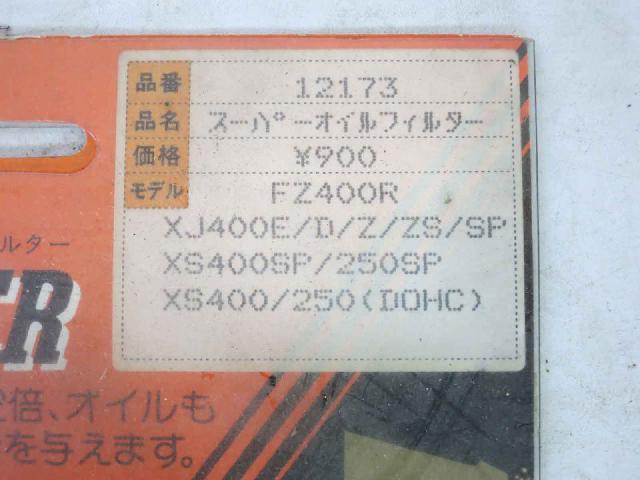 品番 12173
品名 スーパーオイルフィルター
価格 ¥900
モデル FZ400R
XJ400E/D/Z/ZS/SP
XS400SP/250SP
XS400/250(DOHC)
ルター
ER
2倍、オイルも
を与えます。